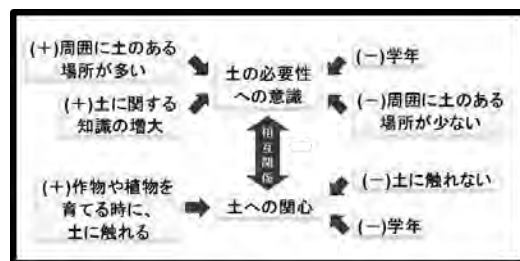 (+)周囲に土のある
場所が多い
(+)土に関する
知識の増大
土の必要性
への意識
(-)学年
(-)周囲に土のある
場所が少ない
相互関係
(+)作物や植物を
育てる時に、
土に触れる
土への関心
(-)土に触れない
(-)学年